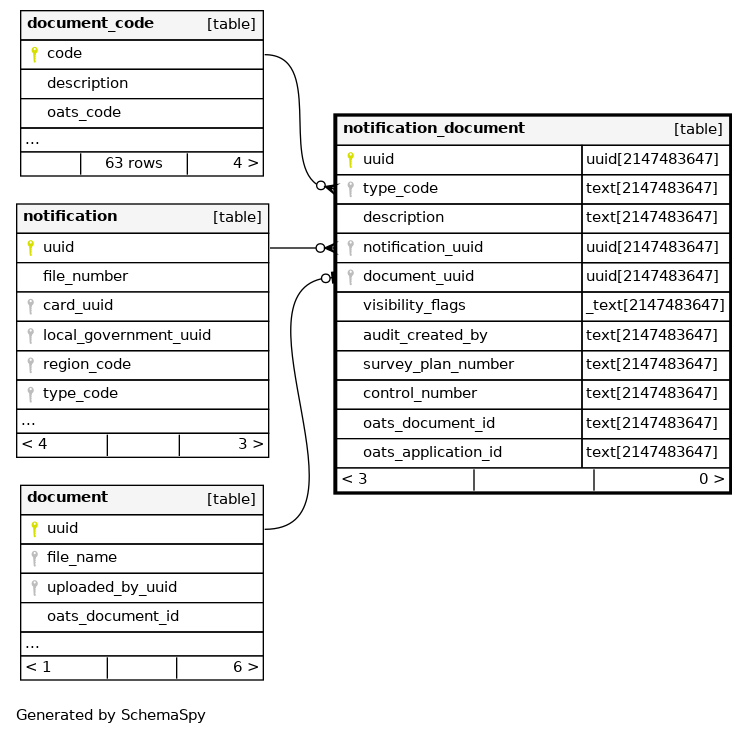 document_code [table]
code
description
oats_code
...
63 rows 4 >
notification [table]
uuid
file_number
card_uuid
local_government_uuid
region_code
type_code
...
< 4 3 >
document [table]
uuid
file_name
uploaded_by_uuid
oats_document_id
...
< 1 6 >
notification_document [table]
uuid uuid[2147483647]
type_code text[2147483647]
description text[2147483647]
notification_uuid uuid[2147483647]
document_uuid uuid[2147483647]
visibility_flags _text[2147483647]
audit_created_by text[2147483647]
survey_plan_number text[2147483647]
control_number text[2147483647]
oats_document_id text[2147483647]
oats_application_id text[2147483647]
< 3 0 >
Generated by SchemaSpy